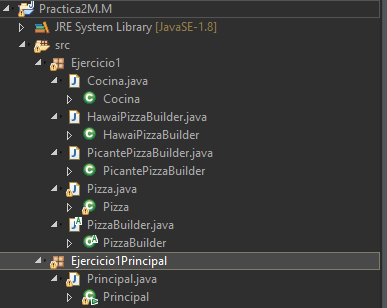 Practica2M.M
JRE System Library [JavaSE-1.8]
src
Ejercicio1
Cocina.java
Cocina
HawaiPizzaBuilder.java
HawaiPizzaBuilder
PicantePizzaBuilder.java
PicantePizzaBuilder
Pizza.java
Pizza
PizzaBuilder.java
PizzaBuilder
Ejercicio1Principal
Principal.java
Principal